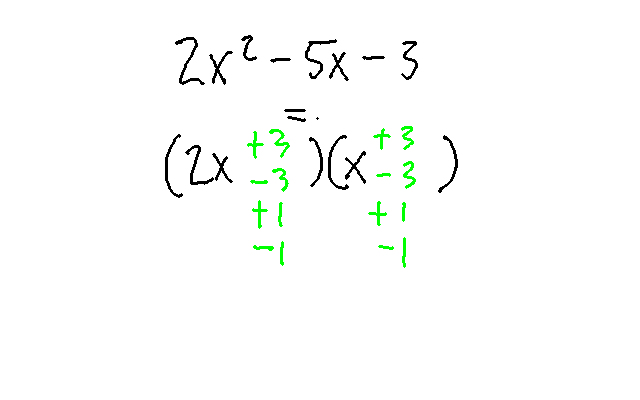 2x² - 5x - 3
=
(2x +3 )(x +3 )
-3 -3
+1 +1
-1 -1